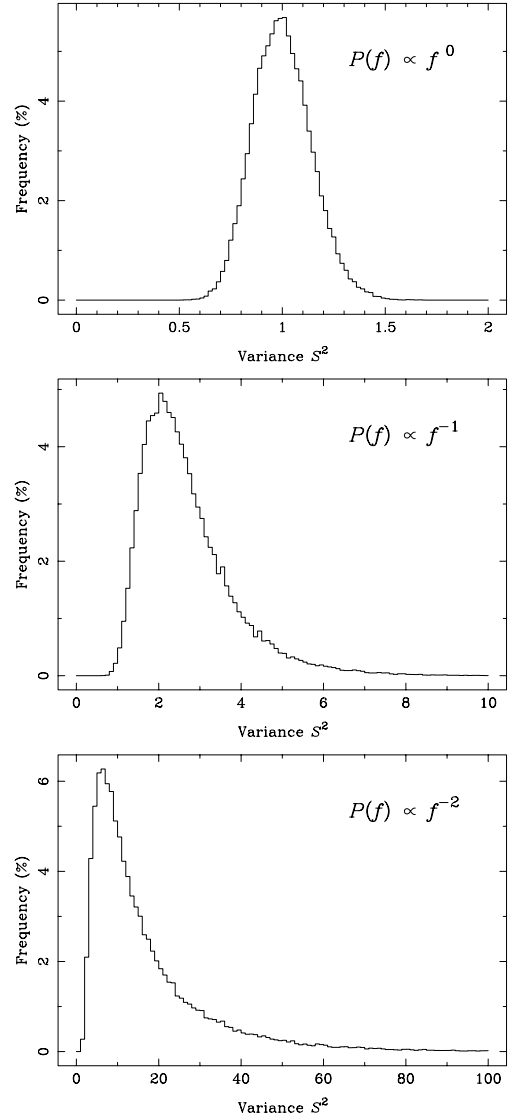 P(f) ∝ f⁰
Frequency (%)
4
2
0
0 0.5 1 1.5 2
Variance S²
P(f) ∝ f⁻¹
Frequency (%)
4
2
0
0 2 4 6 8 10
Variance S²
P(f) ∝ f⁻²
Frequency (%)
6
4
2
0
0 20 40 60 80 100
Variance S²